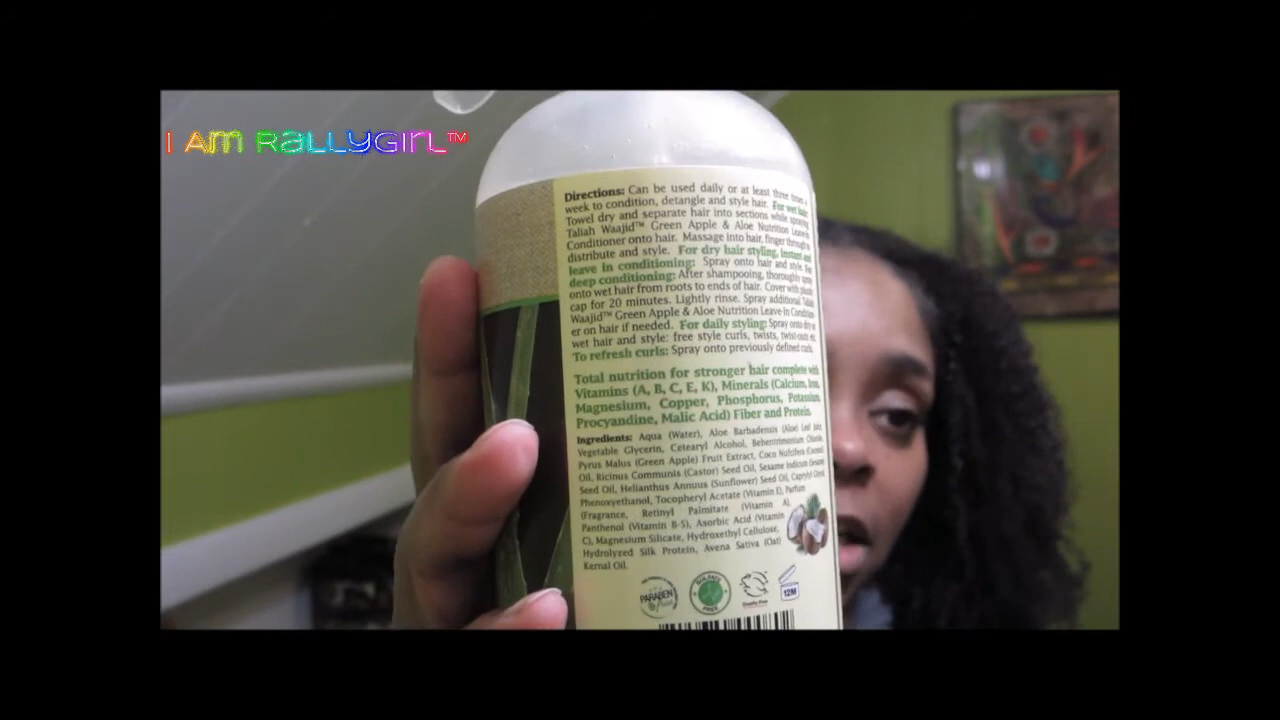 I AM RALLYGIRL™
Directions: Can be used daily or at least three times a
week to condition, detangle and style hair. For wet hair:
Towel dry and separate hair into sections while spraying
Taliah Waajid™ Green Apple & Aloe Nutrition Leave-in
Conditioner onto hair. Massage into hair, finger through to
distribute and style. For dry hair styling, instant and
leave in conditioning: Spray onto hair and style. For
deep conditioning: After shampooing, thoroughly spray
onto wet hair from roots to ends of hair. Cover with plastic
cap for 20 minutes. Lightly rinse. Spray additional Taliah
Waajid™ Green Apple & Aloe Nutrition Leave-in Condition-
er on hair if needed. For daily styling: Spray onto dry or
wet hair and style: free style curls, twists, twist-outs etc.
To refresh curls: Spray onto previously defined curls.
Total nutrition for stronger hair complete with
Vitamins (A, B, C, E, K), Minerals (Calcium, Iron,
Magnesium, Copper, Phosphorus, Potassium,
Procyandine, Malic Acid) Fiber and Protein.
Ingredients: Aqua (Water), Aloe Barbadensis (Aloe) Leaf Juice,
Vegetable Glycerin, Cetearyl Alcohol, Behentrimonium Chloride,
Pyrus Malus (Green Apple) Fruit Extract, Coco Nufcifera (Coconut)
Oil, Ricinus Communis (Castor) Seed Oil, Sesame Indicum (Sesame)
Seed Oil, Helianthus Annuus (Sunflower) Seed Oil, Caprylyl Glycol,
Phenoxyethanol, Tocopheryl Acetate (Vitamin E), Parfum
(Fragrance, Retinyl Palmitate (Vitamin A),
Panthenol (Vitamin B-5), Asorbic Acid (Vitamin
C), Magnesium Silicate, Hydroxethyl Cellulose,
Hydrolyzed Silk Protein, Avena Sativa (Oat)
Kernal Oil.
PARABEN Free
SULFATE FREE
Cruelty Free
12M